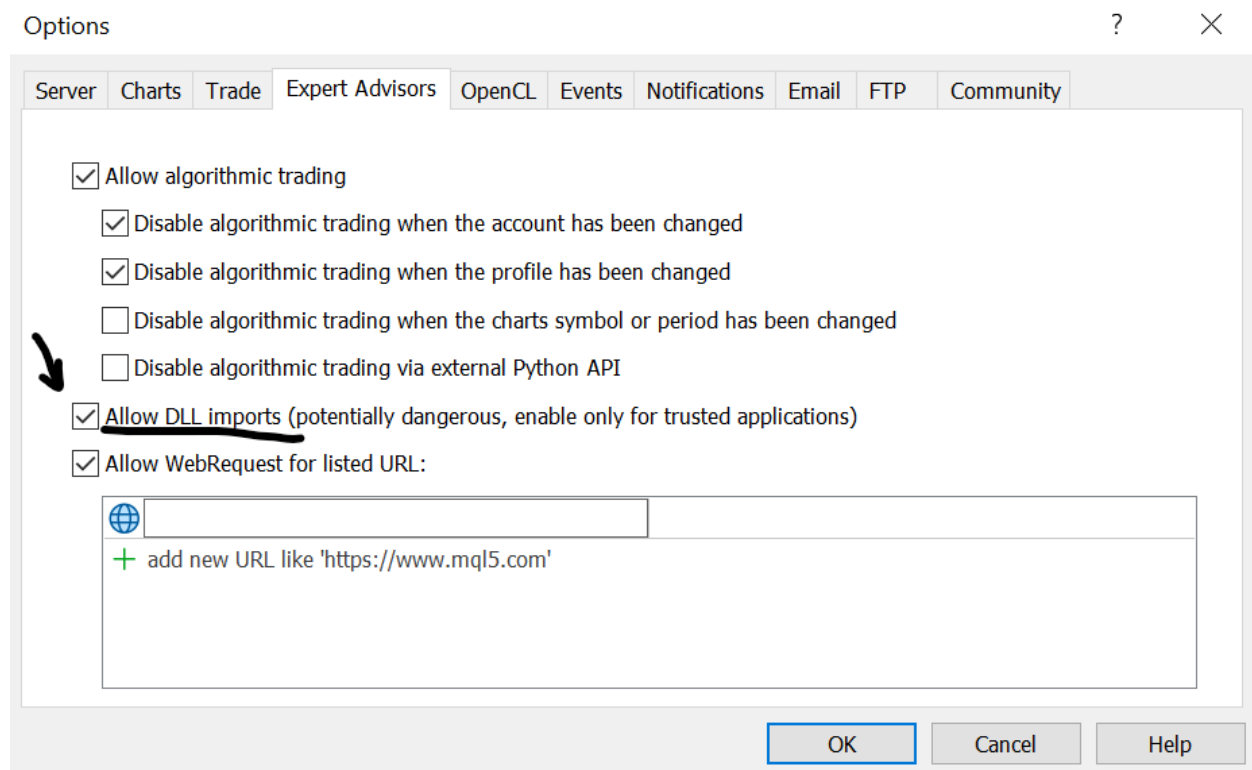 Options ?
Server Charts Trade Expert Advisors OpenCL Events Notifications Email FTP Community
Allow algorithmic trading
Disable algorithmic trading when the account has been changed
Disable algorithmic trading when the profile has been changed
Disable algorithmic trading when the charts symbol or period has been changed
Disable algorithmic trading via external Python API
Allow DLL imports (potentially dangerous, enable only for trusted applications)
Allow WebRequest for listed URL:
add new URL like 'https://www.mql5.com'
OK Cancel Help